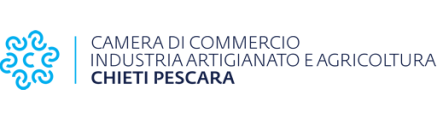 CAMERA DI COMMERCIO
INDUSTRIA ARTIGIANATO E AGRICOLTURA
CHIETI PESCARA